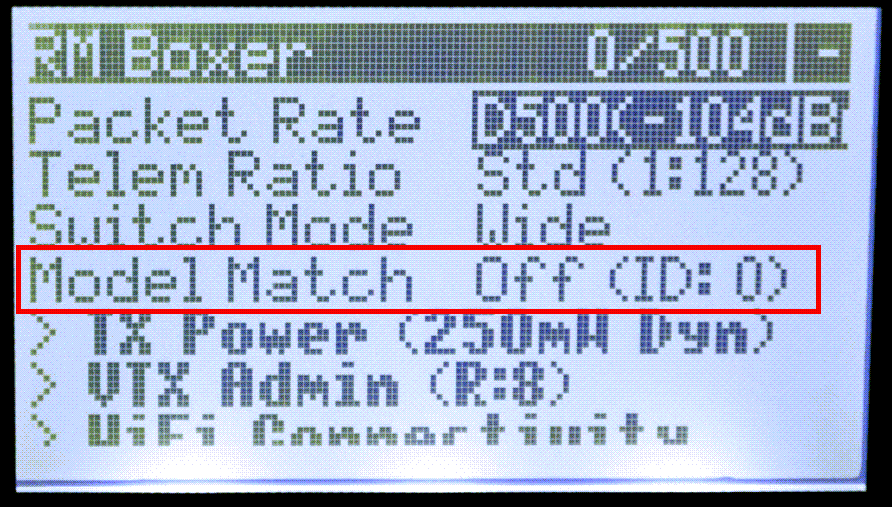 RM Boxer 0/500 -
Packet Rate D500(-104dB
Telem Ratio Std (1:128)
Switch Mode Wide
Model Match Off (ID: 0)
> TX Power (250mW Dyn)
> VTX Admin (R:8)
> WiFi Connectivity